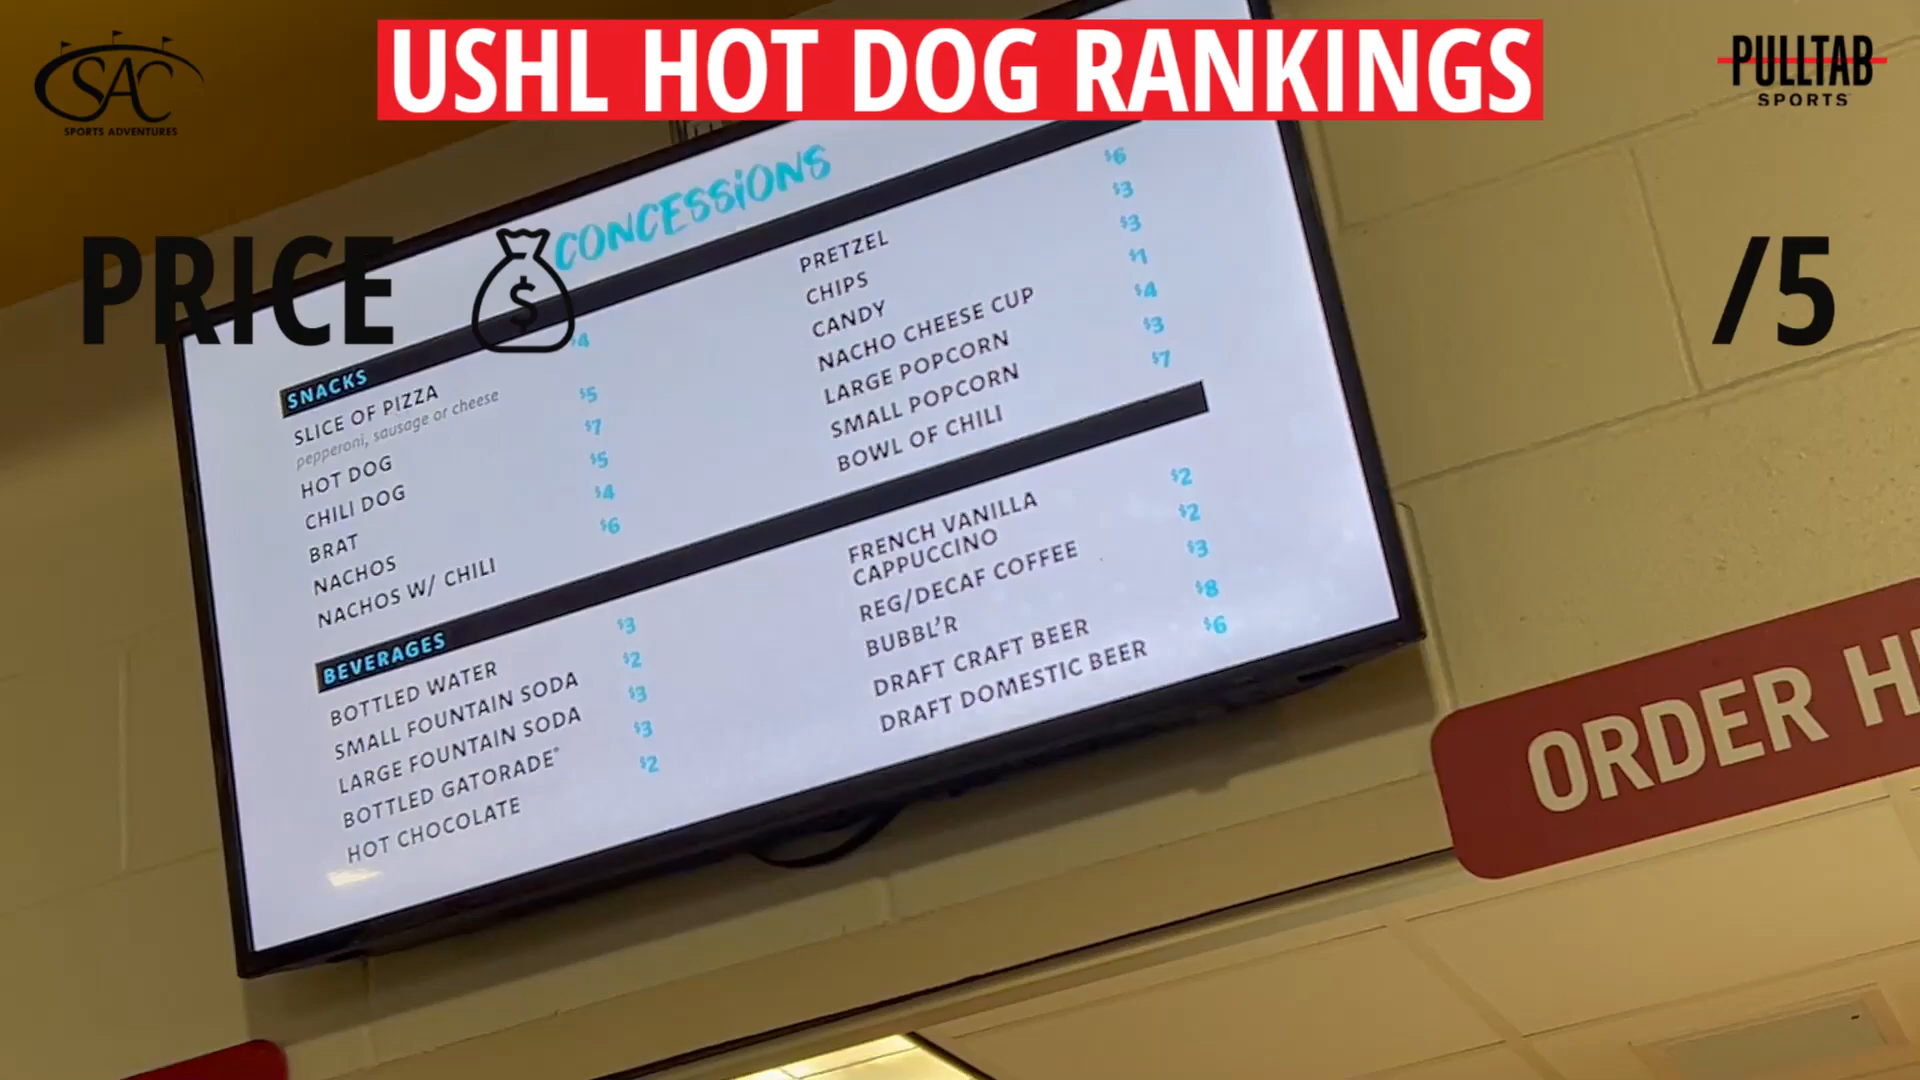 USHL HOT DOG RANKINGS
SAC
SPORTS ADVENTURES
PULLTAB
SPORTS
PRICE $
/5
CONCESSIONS
SNACKS
SLICE OF PIZZA $4
pepperoni, sausage or cheese
HOT DOG $5
CHILI DOG $7
BRAT $5
NACHOS $4
NACHOS W/ CHILI $6
PRETZEL $6
CHIPS $3
CANDY $3
NACHO CHEESE CUP $1
LARGE POPCORN $4
SMALL POPCORN $3
BOWL OF CHILI $7
BEVERAGES
BOTTLED WATER $3
SMALL FOUNTAIN SODA $2
LARGE FOUNTAIN SODA $3
BOTTLED GATORADE® $3
HOT CHOCOLATE $2
FRENCH VANILLA
CAPPUCCINO $2
REG/DECAF COFFEE $2
BUBBL'R $3
DRAFT CRAFT BEER $8
DRAFT DOMESTIC BEER $6
ORDER H